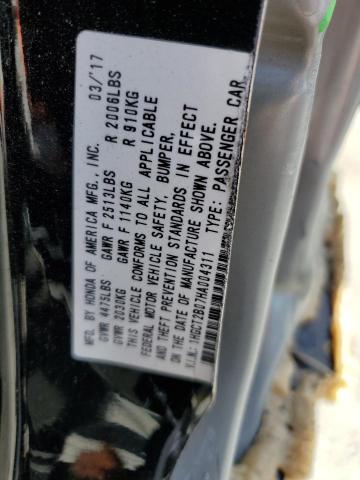 MFD. BY HONDA OF AMERICA MFG., INC. 03/'17
GVWR 4475LBS GAWR F 2513LBS R 2006LBS
GVWR 2030KG GAWR F 1140KG R 910KG
THIS VEHICLE CONFORMS TO ALL APPLICABLE
FEDERAL MOTOR VEHICLE SAFETY, BUMPER,
AND THEFT PREVENTION STANDARDS IN EFFECT
ON THE DATE OF MANUFACTURE SHOWN ABOVE.
V.I.N.: 1HGCT2B27HA004311 TYPE: PASSENGER CAR